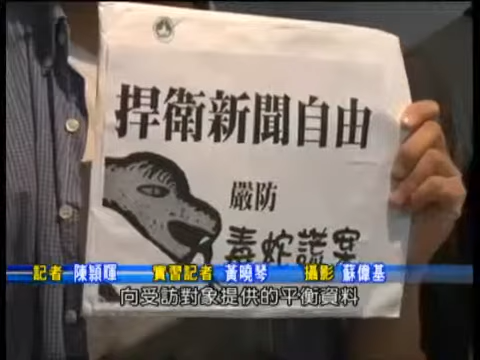 捍衛新聞自由
嚴防
毒蛇謊案
記者 陳穎暉 實習記者 黃曉琴 攝影 蘇偉基
向受訪對象提供的平衡資料